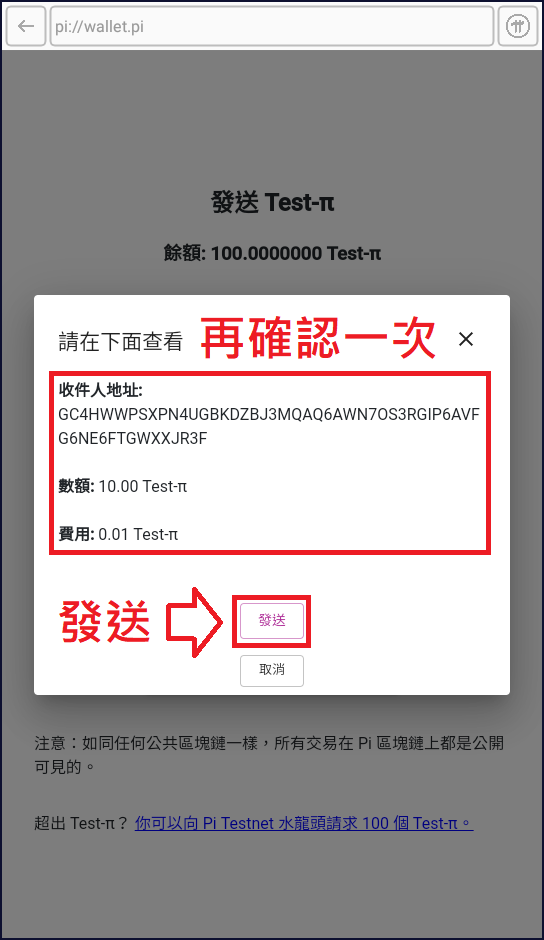 pi://wallet.pi
發送 Test-π
餘額: 100.0000000 Test-π
請在下面查看
再確認一次
收件人地址:
GC4HWWPSXPN4UGBKDZBJ3MQAQ6AWN7OS3RGIP6AVF
G6NE6FTGWXXJR3F
數額: 10.00 Test-π
費用: 0.01 Test-π
發送
發送
取消
注意：如同任何公共區塊鏈一樣，所有交易在 Pi 區塊鏈上都是公開
可見的。
超出 Test-π？ 你可以向 Pi Testnet 水龍頭請求 100 個 Test-π。